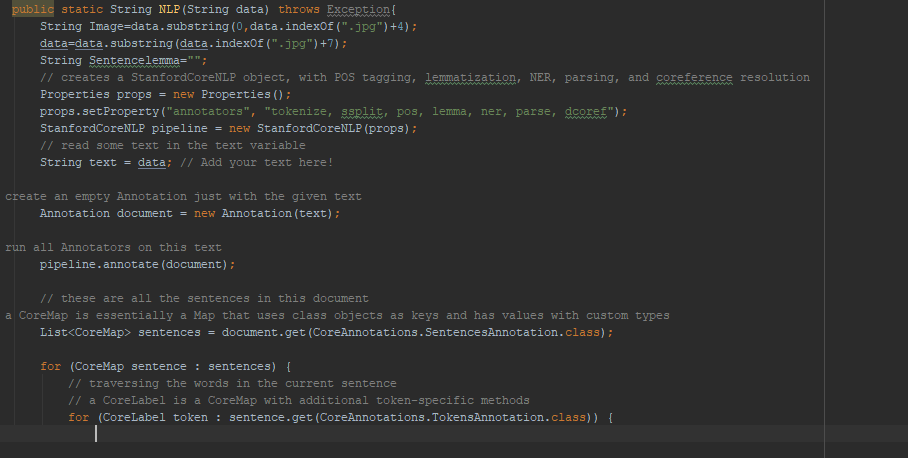 public static String NLP(String data) throws Exception{
String Image=data.substring(0,data.indexOf(".jpg")+4);
data=data.substring(data.indexOf(".jpg")+7);
String Sentencelemma="";
// creates a StanfordCoreNLP object, with POS tagging, lemmatization, NER, parsing, and coreference resolution
Properties props = new Properties();
props.setProperty("annotators", "tokenize, ssplit, pos, lemma, ner, parse, dcoref");
StanfordCoreNLP pipeline = new StanfordCoreNLP(props);
// read some text in the text variable
String text = data; // Add your text here!
create an empty Annotation just with the given text
Annotation document = new Annotation(text);
run all Annotators on this text
pipeline.annotate(document);
// these are all the sentences in this document
a CoreMap is essentially a Map that uses class objects as keys and has values with custom types
List<CoreMap> sentences = document.get(CoreAnnotations.SentencesAnnotation.class);
for (CoreMap sentence : sentences) {
// traversing the words in the current sentence
// a CoreLabel is a CoreMap with additional token-specific methods
for (CoreLabel token : sentence.get(CoreAnnotations.TokensAnnotation.class)) {